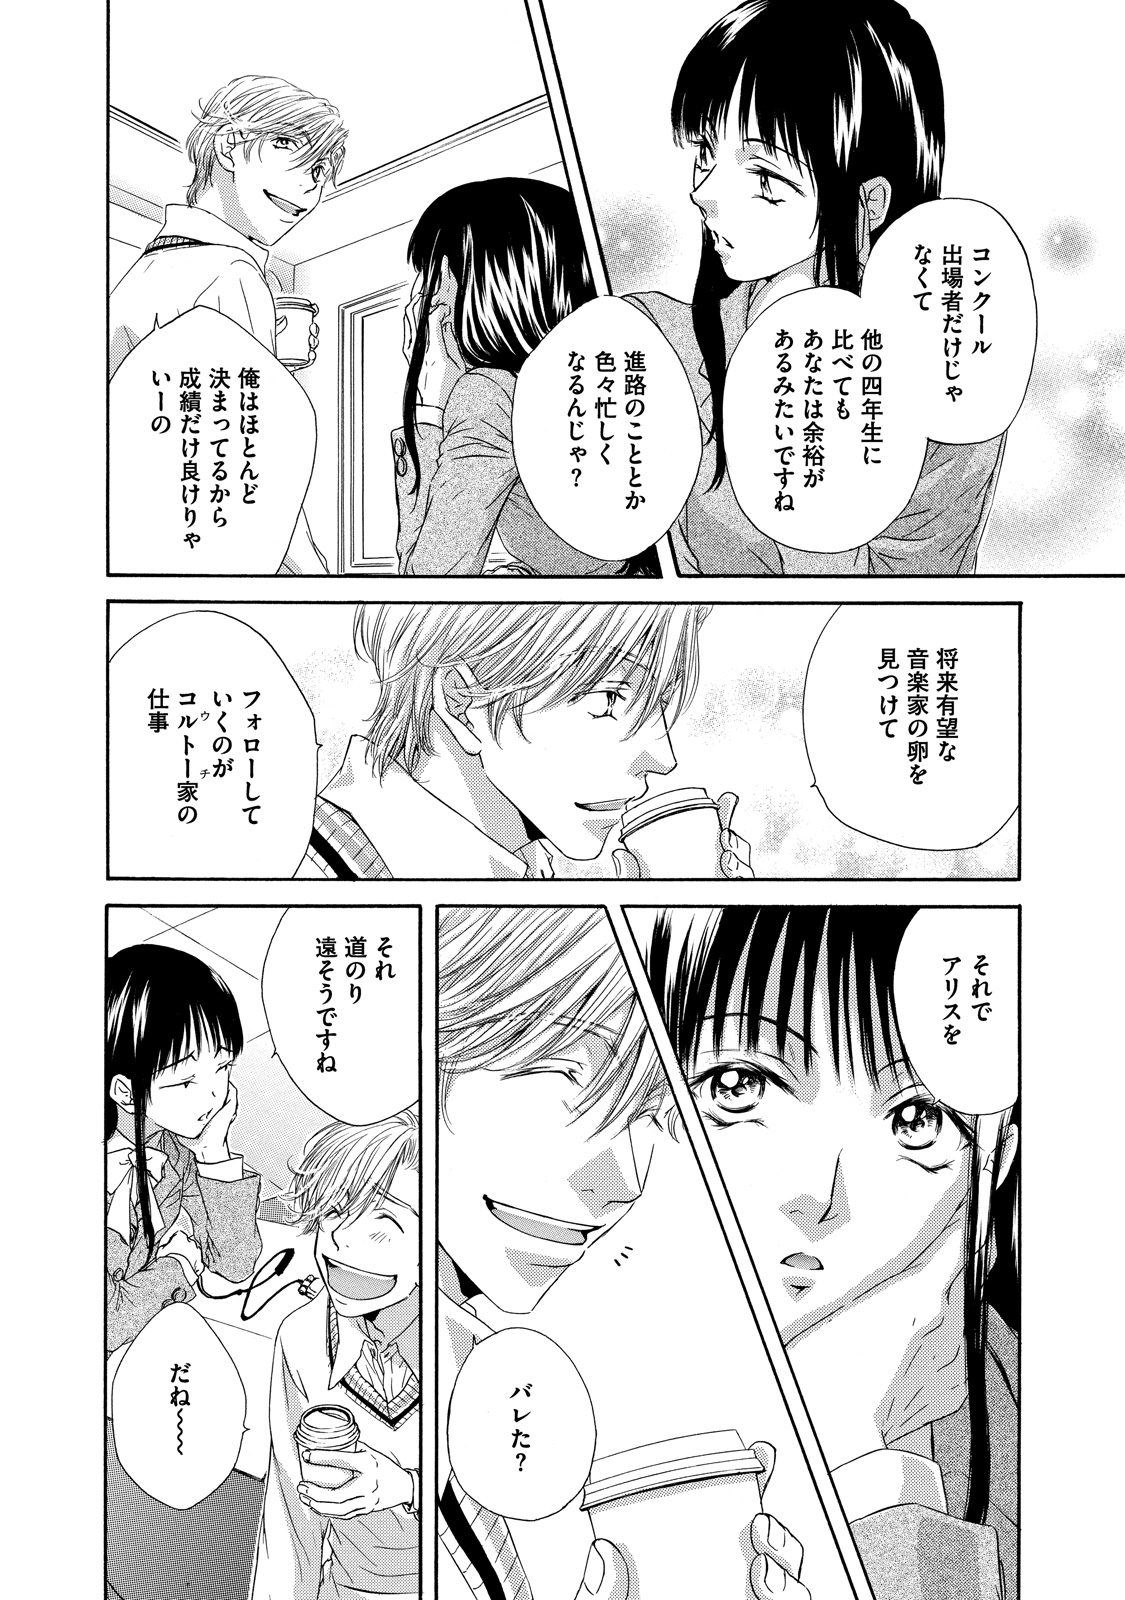 コンクール
出場者だけじゃ
なくて
他の四年生に
比べても
あなたは余裕が
あるみたいですね
進路のこととか
色々忙しく
なるんじゃ?
俺はほとんど
決まってるから
成績だけ良けりゃ
いーの
将来有望な
音楽家の卵を
見つけて
フォローして
いくのが
コルトー家の
ウチ
仕事
それで
アリスを
バレた?
それ
道のり
遠そうですね
だね〜〜